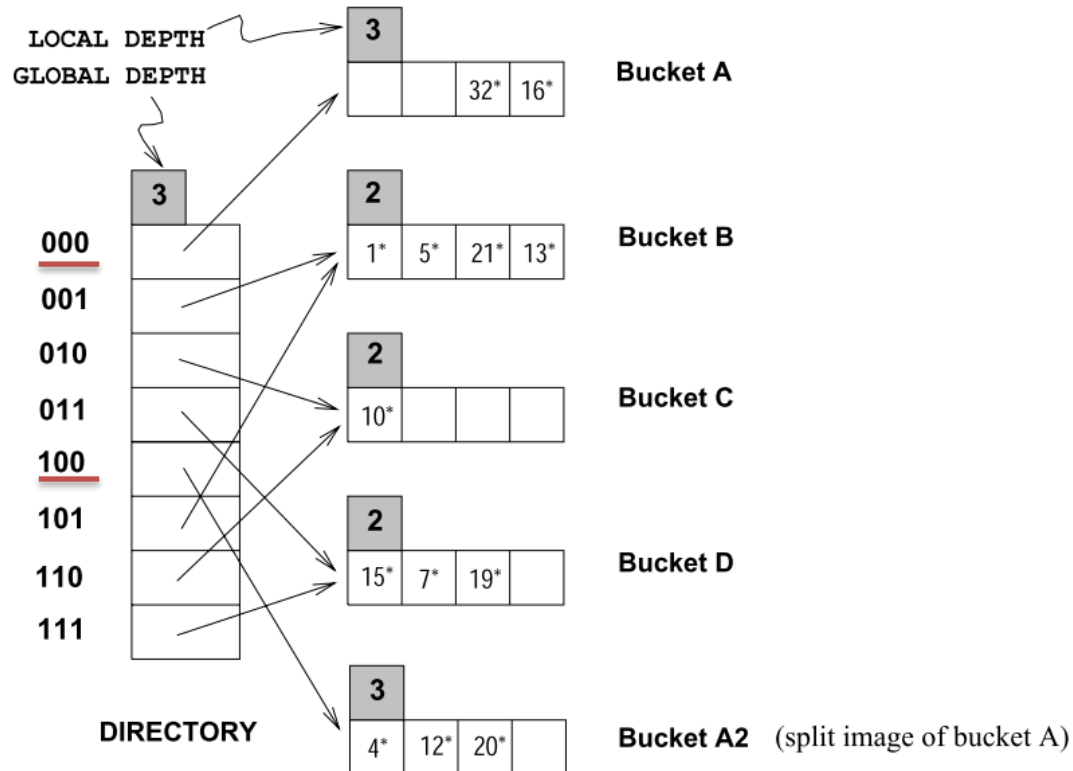 LOCAL DEPTH
GLOBAL DEPTH
3
32* 16*
Bucket A
3
000
001
010
011
100
101
110
111
DIRECTORY
2
1* 5* 21* 13*
Bucket B
2
10*
Bucket C
2
15* 7* 19*
Bucket D
3
4* 12* 20*
Bucket A2 (split image of bucket A)